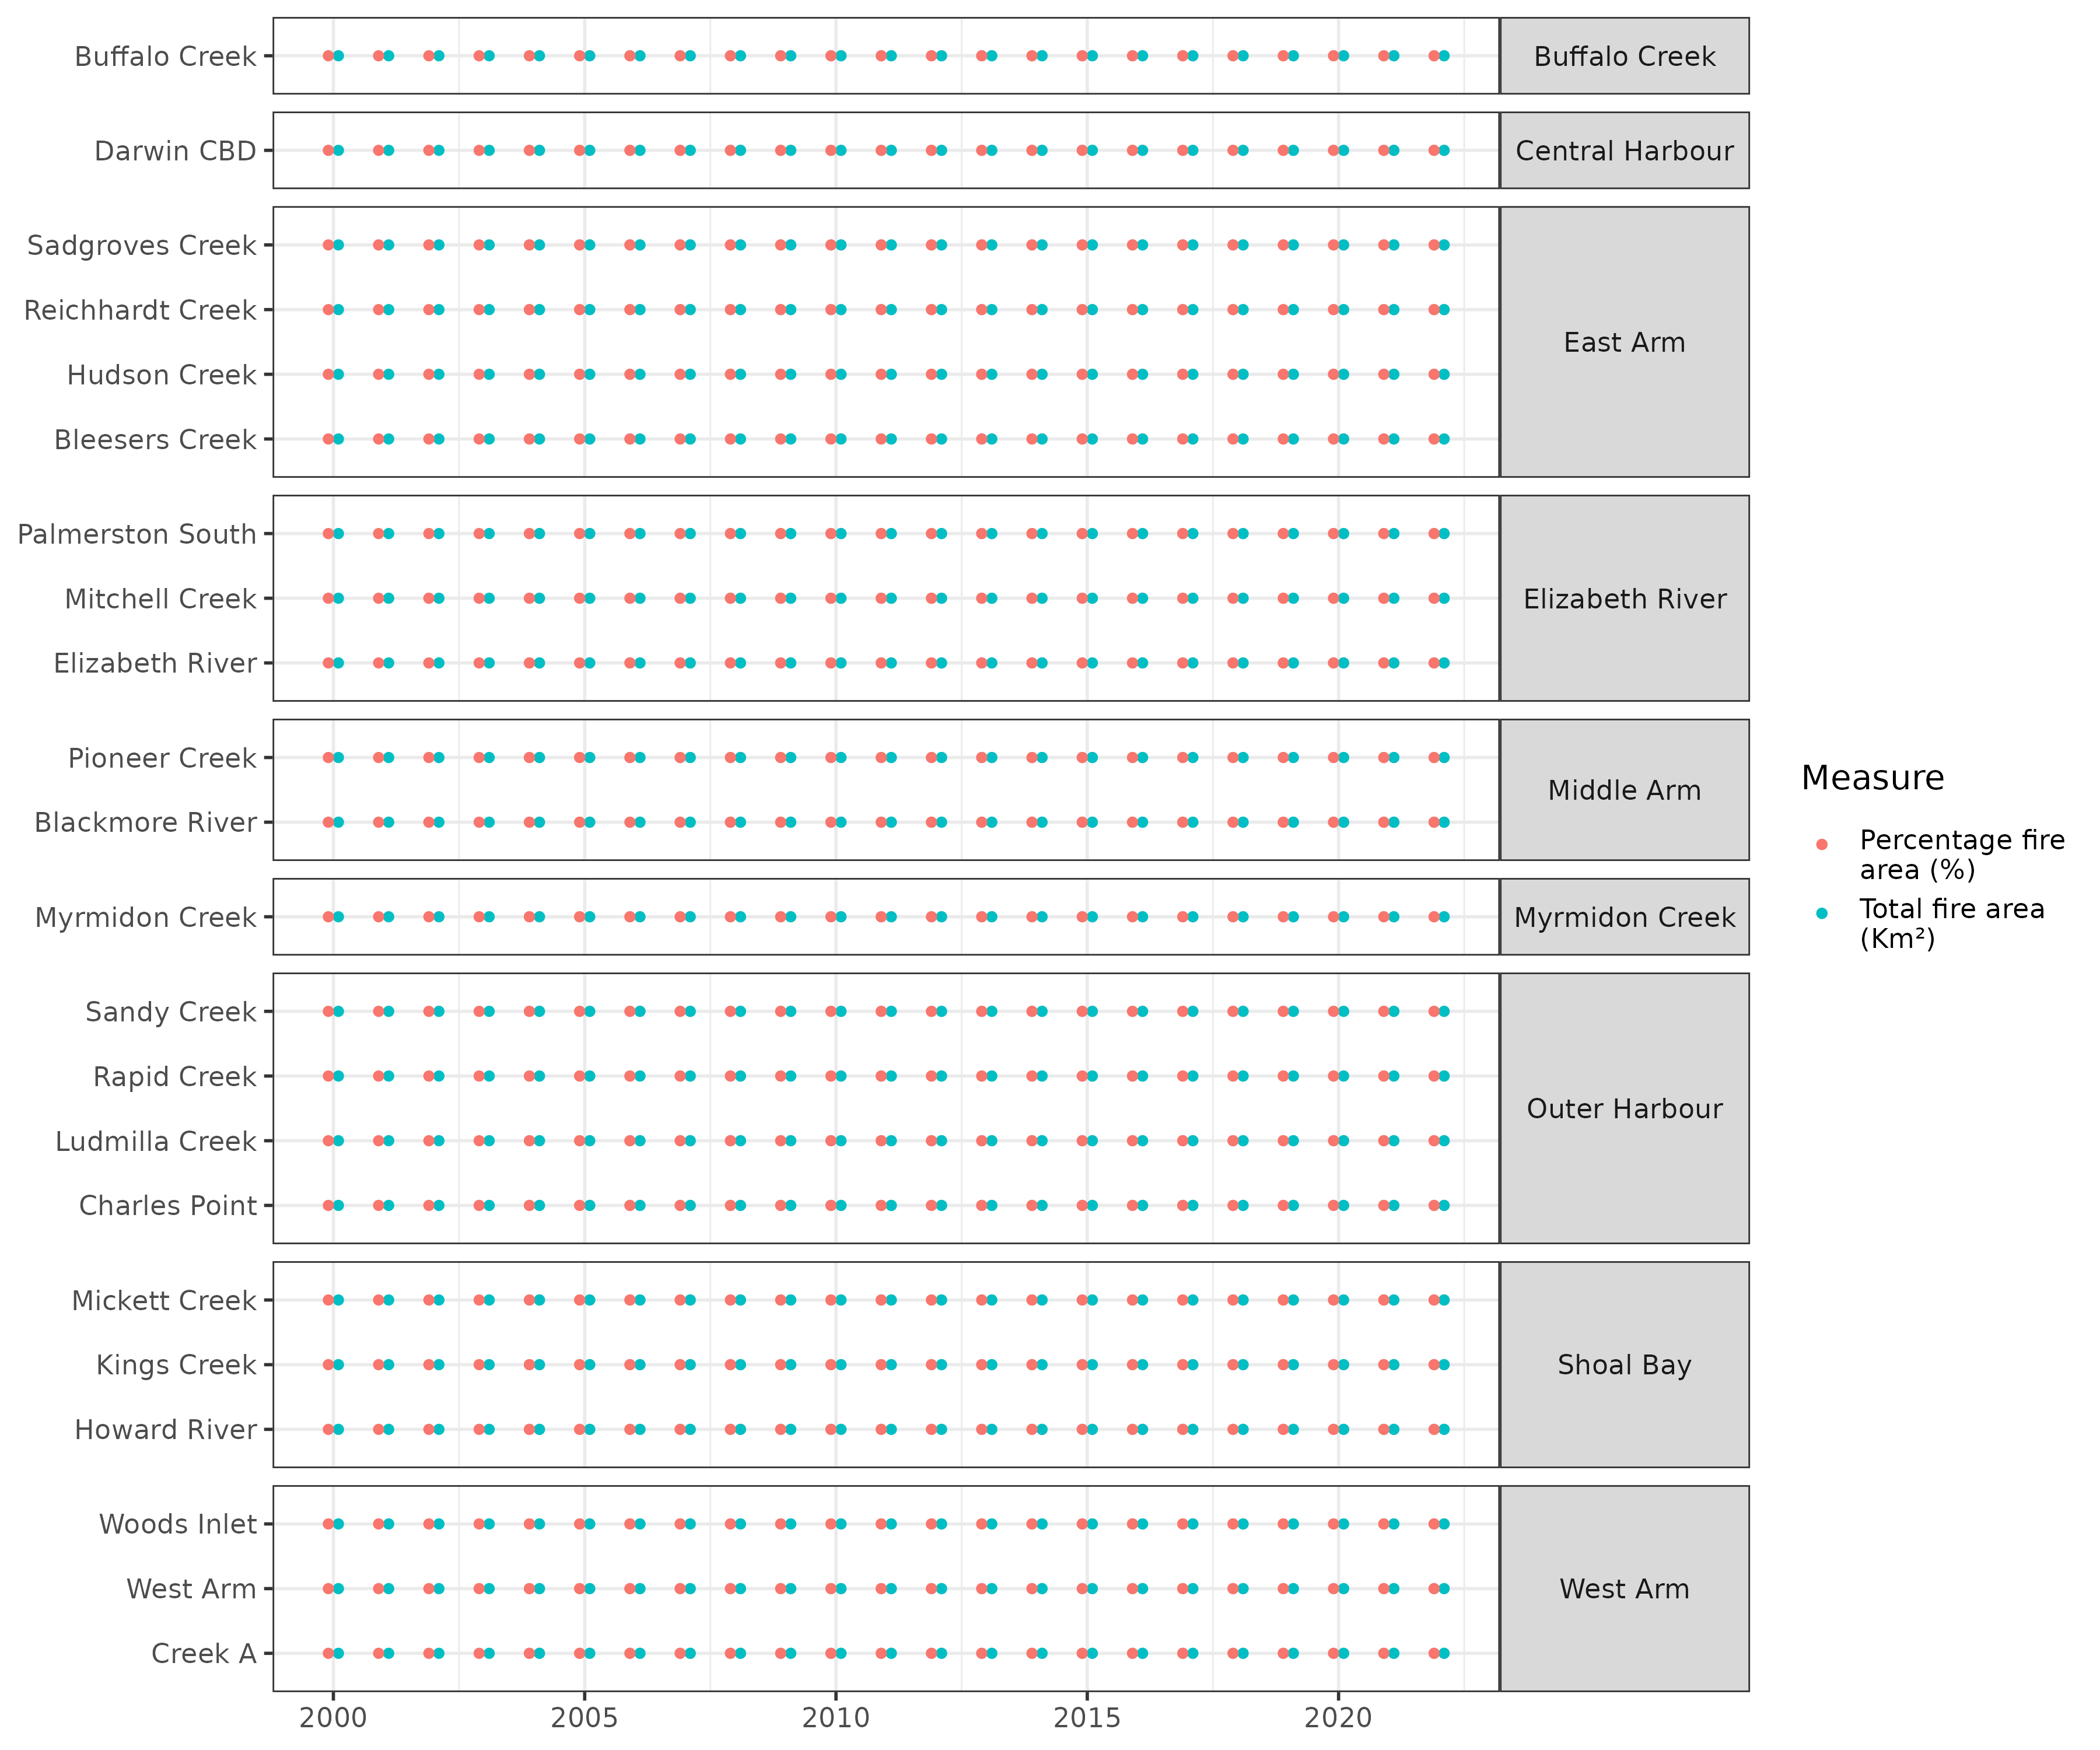 Buffalo Creek
Buffalo Creek
Darwin CBD
Central Harbour
Sadgroves Creek
Reichhardt Creek
Hudson Creek
Bleesers Creek
East Arm
Palmerston South
Mitchell Creek
Elizabeth River
Elizabeth River
Pioneer Creek
Blackmore River
Middle Arm
Myrmidon Creek
Myrmidon Creek
Sandy Creek
Rapid Creek
Ludmilla Creek
Charles Point
Outer Harbour
Mickett Creek
Kings Creek
Howard River
Shoal Bay
Woods Inlet
West Arm
Creek A
West Arm
2000
2005
2010
2015
2020
Measure
Percentage fire
area (%)
Total fire area
(Km²)